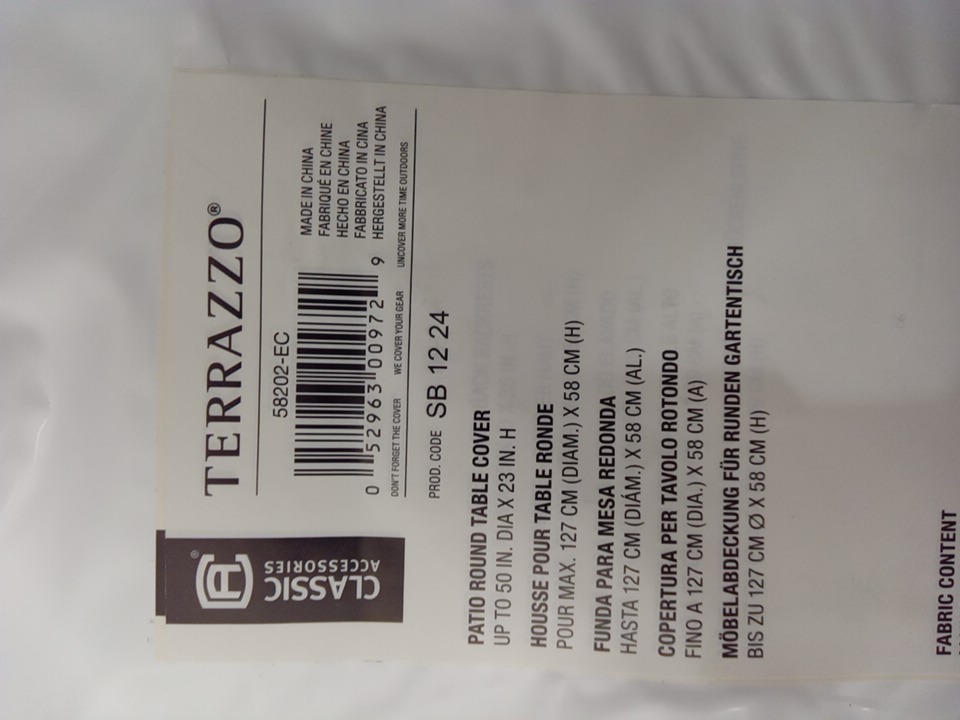 CLASSIC
ACCESSORIES®
TERRAZZO®
58202-EC
0 52963 00972 9
MADE IN CHINA
FABRIQUÉ EN CHINE
HECHO EN CHINA
FABBRICATO IN CINA
HERGESTELLT IN CHINA
DON'T FORGET THE COVER WE COVER YOUR GEAR UNCOVER MORE TIME OUTDOORS
PROD. CODE SB 12 24
PATIO ROUND TABLE COVER
UP TO 50 IN. DIA X 23 IN. H
HOUSSE POUR TABLE RONDE
POUR MAX. 127 CM (DIAM.) X 58 CM (H)
FUNDA PARA MESA REDONDA
HASTA 127 CM (DIÁM.) X 58 CM (AL.)
COPERTURA PER TAVOLO ROTONDO
FINO A 127 CM (DIA.) X 58 CM (A)
MÖBELABDECKUNG FÜR RUNDEN GARTENTISCH
BIS ZU 127 CM Ø X 58 CM (H)
FABRIC CONTENT